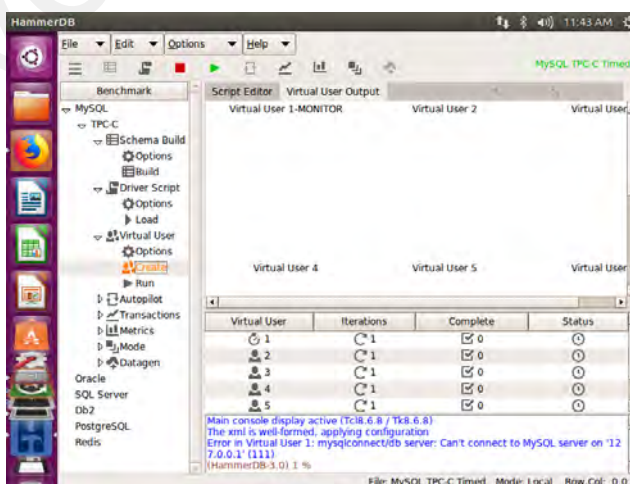 HammerDB
11:43 AM
File Edit Options Help
MySQL TPC-C Timed
Benchmark
Script Editor Virtual User Output
MySQL
Virtual User 1-MONITOR Virtual User 2 Virtual User
TPC-C
Schema Build
Options
Build
Driver Script
Options
Load
Virtual User
Options
Create
Run
Virtual User 4 Virtual User 5 Virtual User
Autopilot
Transactions
Metrics
Mode
Datagen
Oracle
SQL Server
Db2
PostgreSQL
Redis
Virtual User Iterations Complete Status
1 1 0
2 1 0
3 1 0
4 1 0
5 1 0
Main console display active (Tcl8.6.8 / Tk8.6.8)
The xml is well-formed, applying configuration
Error in Virtual User 1: mysqlconnect/db server: Can't connect to MySQL server on '12
7.0.0.1' (111)
(HammerDB-3.0) 1 %
File: MySQL TPC-C Timed Mode: Local Row.Col: 0.0